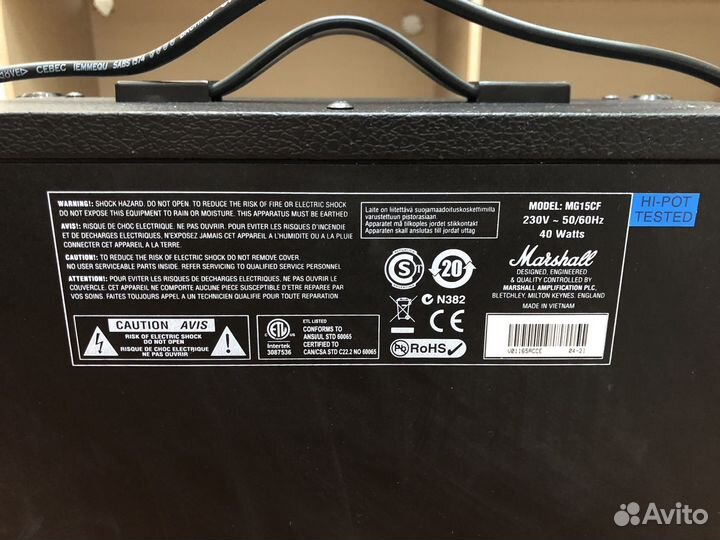 CEBEC IEMMEQU SABS 1574
WARNING!: SHOCK HAZARD. DO NOT OPEN. TO REDUCE THE RISK OF FIRE OR ELECTRIC SHOCK
DO NOT EXPOSE THIS EQUIPMENT TO RAIN OR MOISTURE. THIS APPARATUS MUST BE EARTHED
AVIS!: RISQUE DE CHOC ELECTRIQUE. NE PAS OUVRIR. POUR EVITER LES RISQUES D'INCENDIE
ET DE DECHARGES ELECTRIQUES, N'EXPOSEZ JAMAIS CET APPAREIL A L'HUMIDITE OU A LA PLUIE
CONNECTER CET APPAREIL A LA TERRE.
CAUTION!: TO REDUCE THE RISK OF ELECTRIC SHOCK DO NOT REMOVE COVER
NO USER SERVICEABLE PARTS INSIDE. REFER SERVICING TO QUALIFIED SERVICE PERSONNEL
ATTENTION!: POUR EVITER LES RISQUES DE DECHARGES ELECTRIQUES, NE PAS OUVRIR LE
COUVERCLE. CET APPAREIL NE COMPORTE AUCUNE PIECE SUSCEPTIBLE D'ETRE REPAREE PAR
VOS SOINS. FAITES TOUJOURS APPEL A UN TECHNICIEN QUALIFIE POUR TOUTE REPARATION
CAUTION AVIS
RISK OF ELECTRIC SHOCK
DO NOT OPEN
RISQUE DE CHOC ELECTRIQUE
NE PAS OUVRIR
ETL
Intertek
3087536
ETL LISTED
CONFORMS TO
ANSI/UL STD 60065
CERTIFIED TO
CAN/CSA STD C22.2 NO 60065
Laite on liitettävä suojamaadoituskoskettimilla
varustettuun pistorasiaan
Apparatet må tilkoples jordet stikkontakt
Apparaten skall anslutas till jordat uttag
S
20
N382
Pb RoHS
MODEL: MG15CF
230V ~ 50/60Hz
40 Watts
Marshall
DESIGNED, ENGINEERED
& QUALITY CONTROLLED BY
MARSHALL AMPLIFICATION PLC.
BLETCHLEY, MILTON KEYNES, ENGLAND
MADE IN VIETNAM
04-21
HI-POT
TESTED
Avito